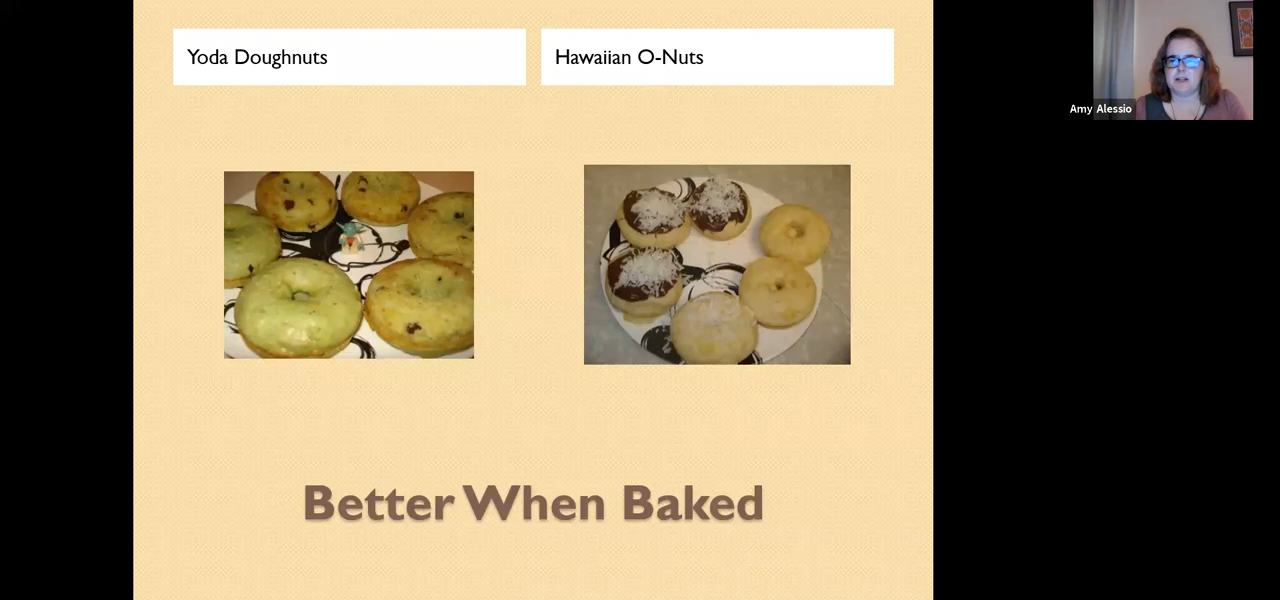 Yoda Doughnuts
Hawaiian O-Nuts
Amy Alessio
Better When Baked